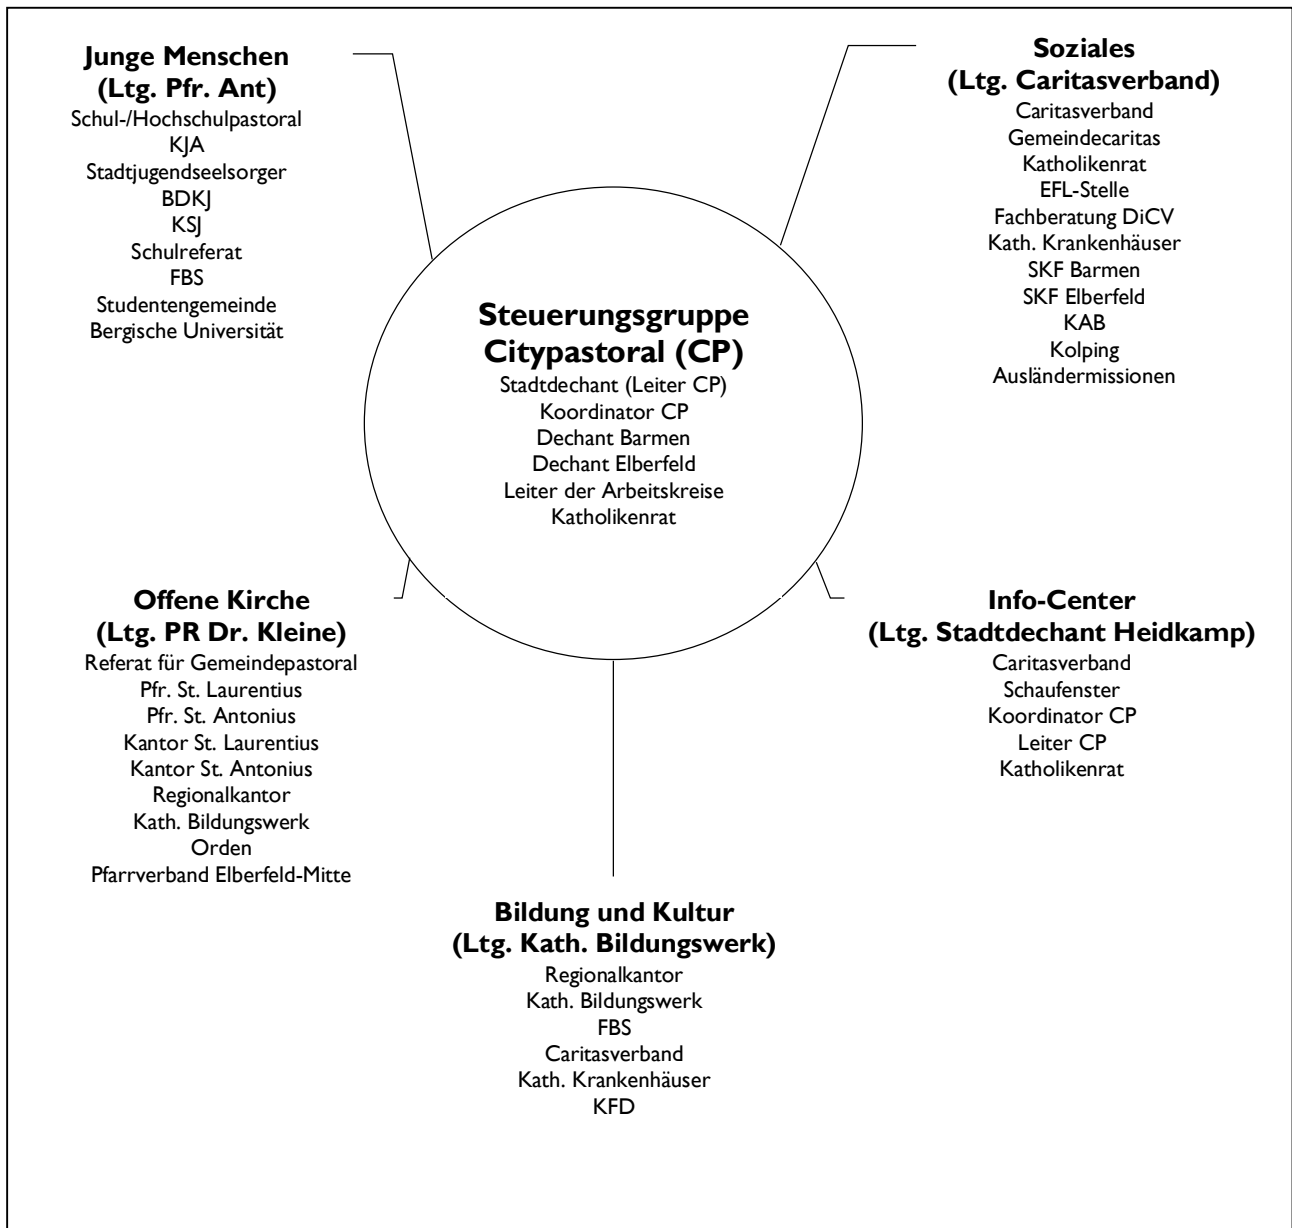 Junge Menschen
(Ltg. Pfr. Ant)
Schul-/Hochschulpastoral
KJA
Stadtjugendseelsorger
BDKJ
KSJ
Schulreferat
FBS
Studentengemeinde
Bergische Universität
Soziales
(Ltg. Caritasverband)
Caritasverband
Gemeindecaritas
Katholikenrat
EFL-Stelle
Fachberatung DiCV
Kath. Krankenhäuser
SKF Barmen
SKF Elberfeld
KAB
Kolping
Ausländermissionen
Steuerungsgruppe
Citypastoral (CP)
Stadtdechant (Leiter CP)
Koordinator CP
Dechant Barmen
Dechant Elberfeld
Leiter der Arbeitskreise
Katholikenrat
Offene Kirche
(Ltg. PR Dr. Kleine)
Referat für Gemeindepastoral
Pfr. St. Laurentius
Pfr. St. Antonius
Kantor St. Laurentius
Kantor St. Antonius
Regionalkantor
Kath. Bildungswerk
Orden
Pfarrverband Elberfeld-Mitte
Info-Center
(Ltg. Stadtdechant Heidkamp)
Caritasverband
Schaufenster
Koordinator CP
Leiter CP
Katholikenrat
Bildung und Kultur
(Ltg. Kath. Bildungswerk)
Regionalkantor
Kath. Bildungswerk
FBS
Caritasverband
Kath. Krankenhäuser
KFD